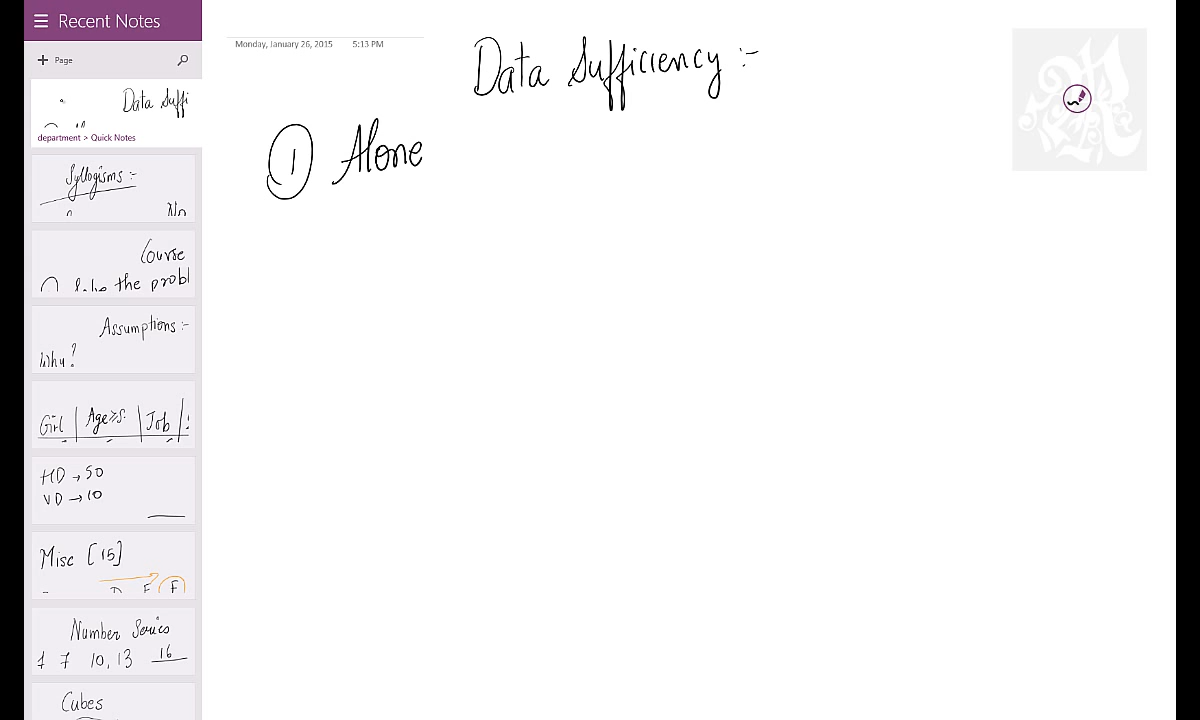 Recent Notes
+ Page
Data Suffi
department > Quick Notes
Syllogisms :-
No
Course
the probl
Assumptions :-
Why?
Girl | Age≥5 | Job |
HD → 50
VD → 10
Misc [15]
D E F
Number Series
1 7 10, 13 16
Cubes
Monday, January 26, 2015 5:13 PM
Data Sufficiency :-
1 Alone